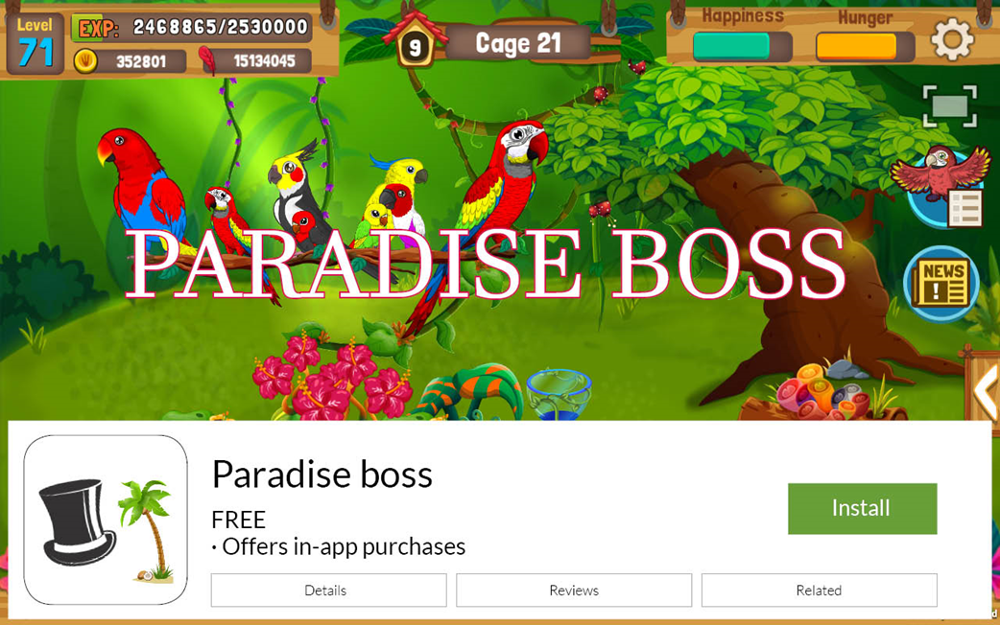 Level
71
EXP: 2468865/2530000
352801
15134045
9
Cage 21
Happiness
Hunger
NEWS
!
PARADISE BOSS
Paradise boss
FREE
· Offers in-app purchases
Install
Details
Reviews
Related